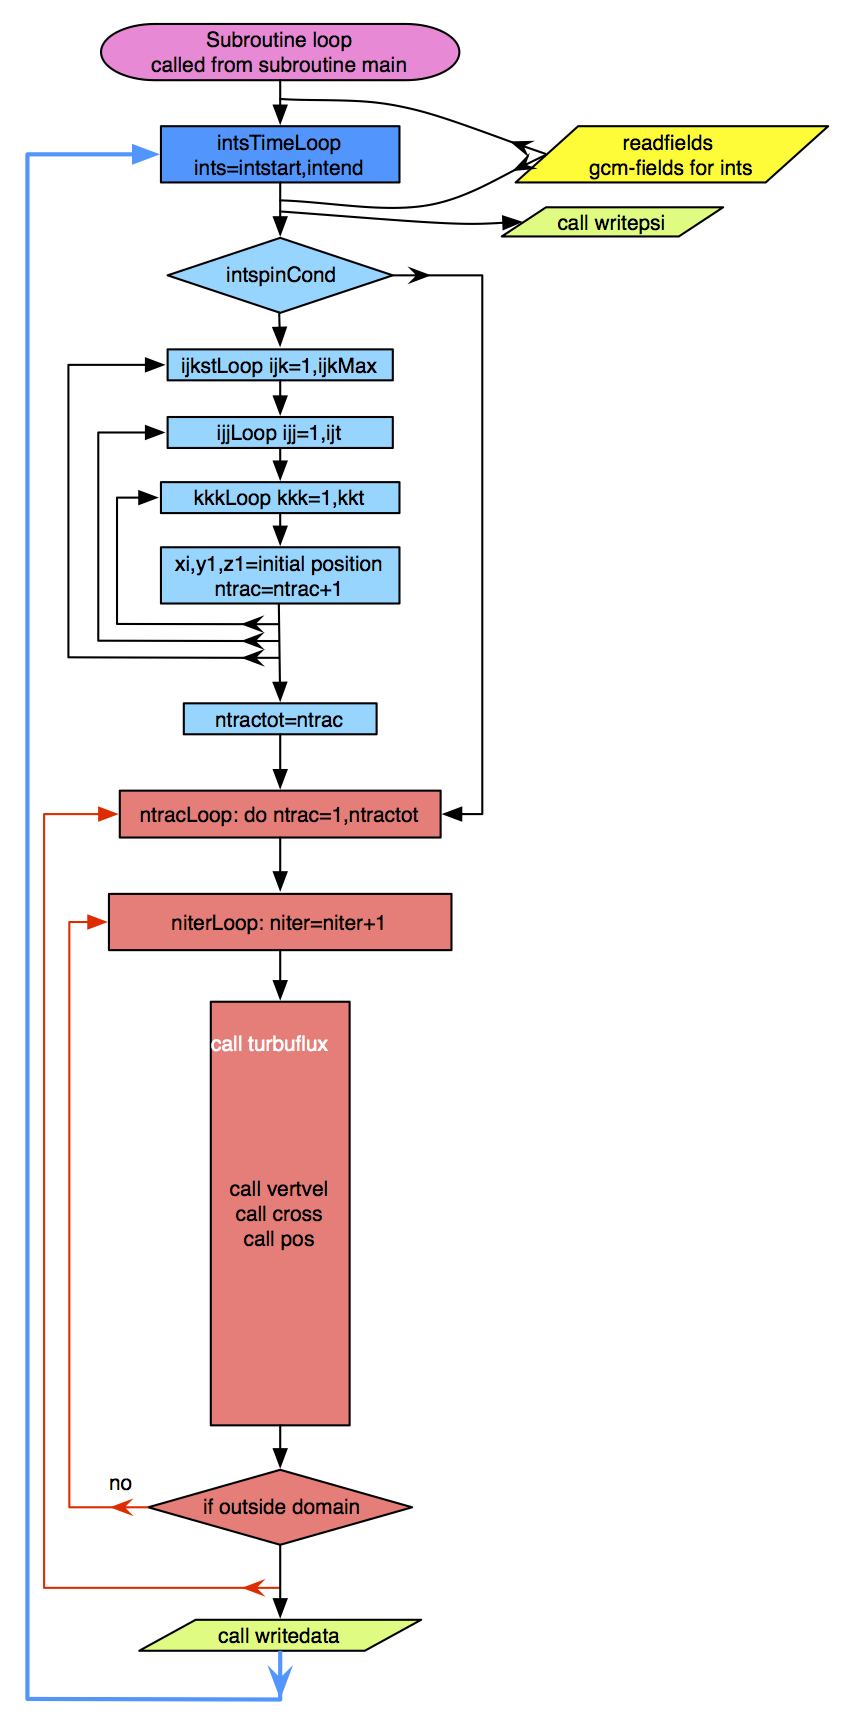 Subroutine loop
called from subroutine main
intsTimeLoop
ints=intstart,intend
readfields
gcm-fields for ints
call writepsi
intspinCond
ijkstLoop ijk=1,ijkMax
ijjLoop ijj=1,ijt
kkkLoop kkk=1,kkt
xi,y1,z1=initial position
ntrac=ntrac+1
ntractot=ntrac
ntracLoop: do ntrac=1,ntractot
niterLoop: niter=niter+1
call turbuflux
call vertvel
call cross
call pos
no
if outside domain
call writedata